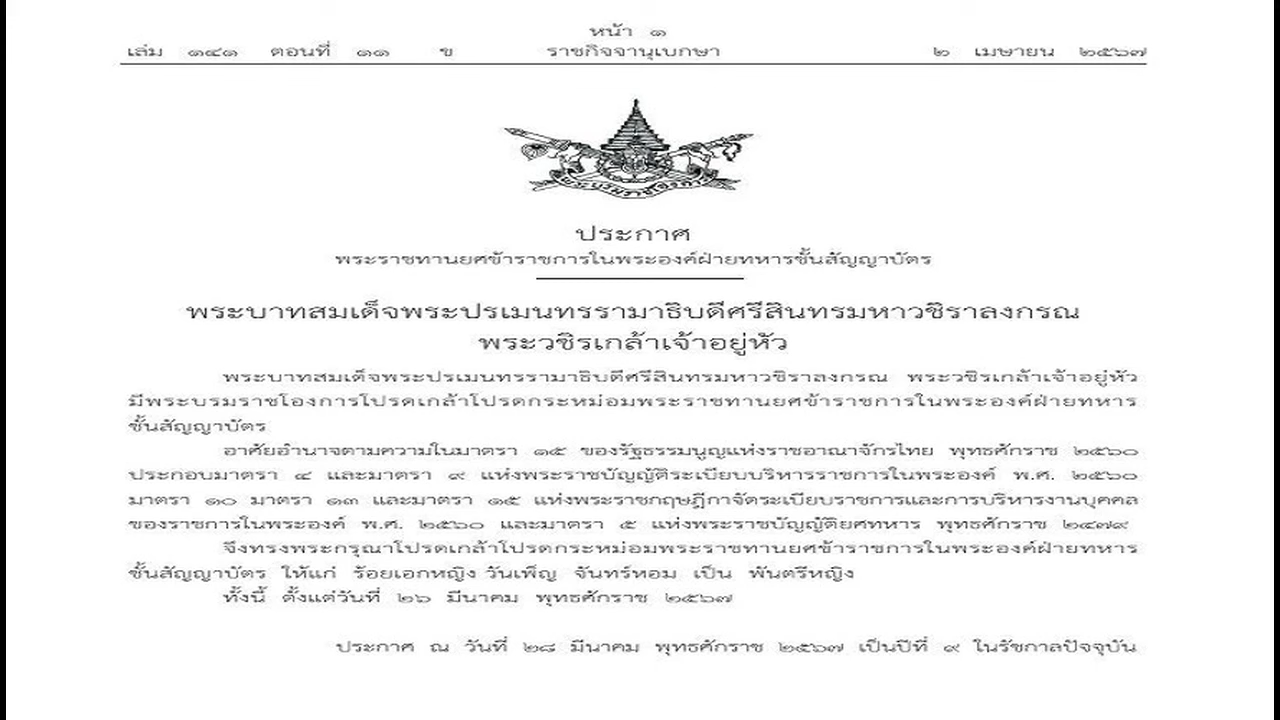 หน้า ๑
เล่ม ๑๔๑ ตอนที่ ๑๑ ข ราชกิจจานุเบกษา ๒ เมษายน ๒๕๖๗
พระบรมราชโองการ
ประกาศ
พระราชทานยศข้าราชการในพระองค์ฝ่ายทหารชั้นสัญญาบัตร
พระบาทสมเด็จพระปรเมนทรรามาธิบดีศรีสินทรมหาวชิราลงกรณ
พระวชิรเกล้าเจ้าอยู่หัว
พระบาทสมเด็จพระปรเมนทรรามาธิบดีศรีสินทรมหาวชิราลงกรณ พระวชิรเกล้าเจ้าอยู่หัว
มีพระบรมราชโองการโปรดเกล้าโปรดกระหม่อมพระราชทานยศข้าราชการในพระองค์ฝ่ายทหาร
ชั้นสัญญาบัตร
อาศัยอำนาจตามความในมาตรา ๑๕ ของรัฐธรรมนูญแห่งราชอาณาจักรไทย พุทธศักราช ๒๕๖๐
ประกอบมาตรา ๔ และมาตรา ๙ แห่งพระราชบัญญัติระเบียบบริหารราชการในพระองค์ พ.ศ. ๒๕๖๐
มาตรา ๑๐ มาตรา ๑๓ และมาตรา ๑๕ แห่งพระราชกฤษฎีกาจัดระเบียบราชการและการบริหารงานบุคคล
ของราชการในพระองค์ พ.ศ. ๒๕๖๐ และมาตรา ๕ แห่งพระราชบัญญัติยศทหาร พุทธศักราช ๒๔๗๙
จึงทรงพระกรุณาโปรดเกล้าโปรดกระหม่อมพระราชทานยศข้าราชการในพระองค์ฝ่ายทหาร
ชั้นสัญญาบัตร ให้แก่ ร้อยเอกหญิง วันเพ็ญ จันทร์หอม เป็น พันตรีหญิง
ทั้งนี้ ตั้งแต่วันที่ ๒๖ มีนาคม พุทธศักราช ๒๕๖๗
ประกาศ ณ วันที่ ๒๘ มีนาคม พุทธศักราช ๒๕๖๗ เป็นปีที่ ๙ ในรัชกาลปัจจุบัน